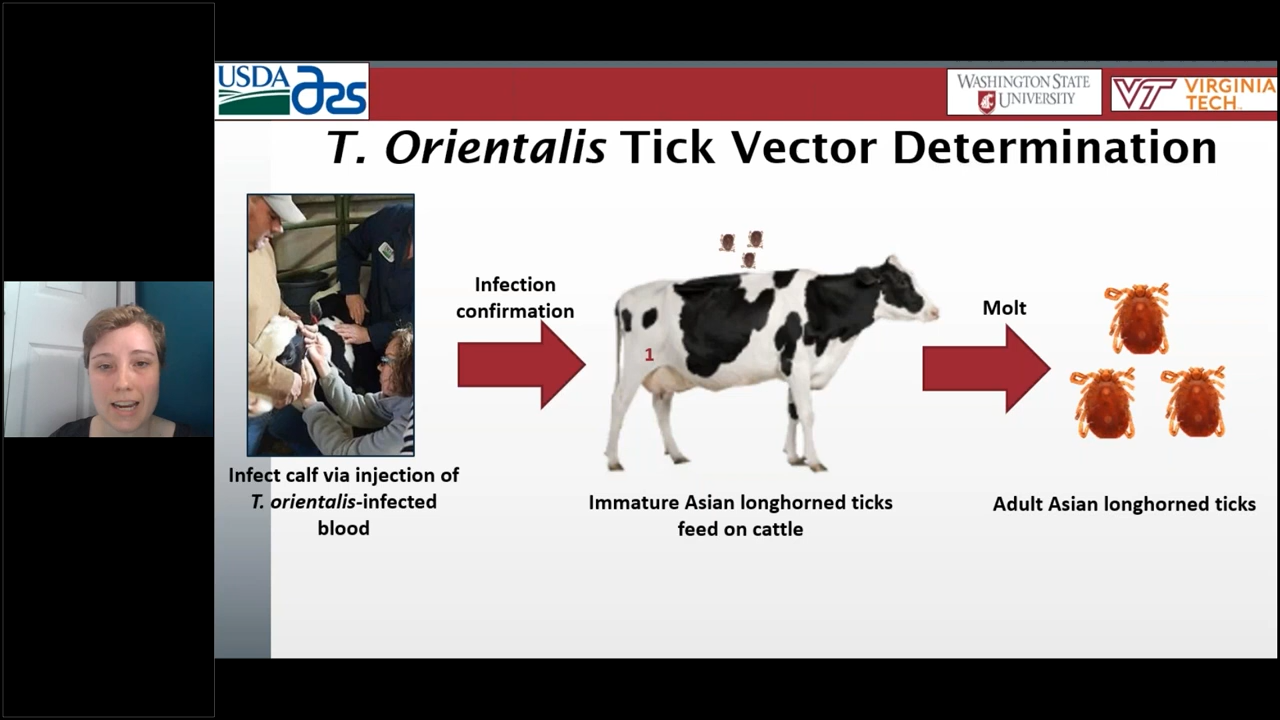 USDA ars
WASHINGTON STATE
UNIVERSITY
VT VIRGINIA
TECH
T. Orientalis Tick Vector Determination
Infection
confirmation
Molt
1
Infect calf via injection of
T. orientalis-infected
blood
Immature Asian longhorned ticks
feed on cattle
Adult Asian longhorned ticks